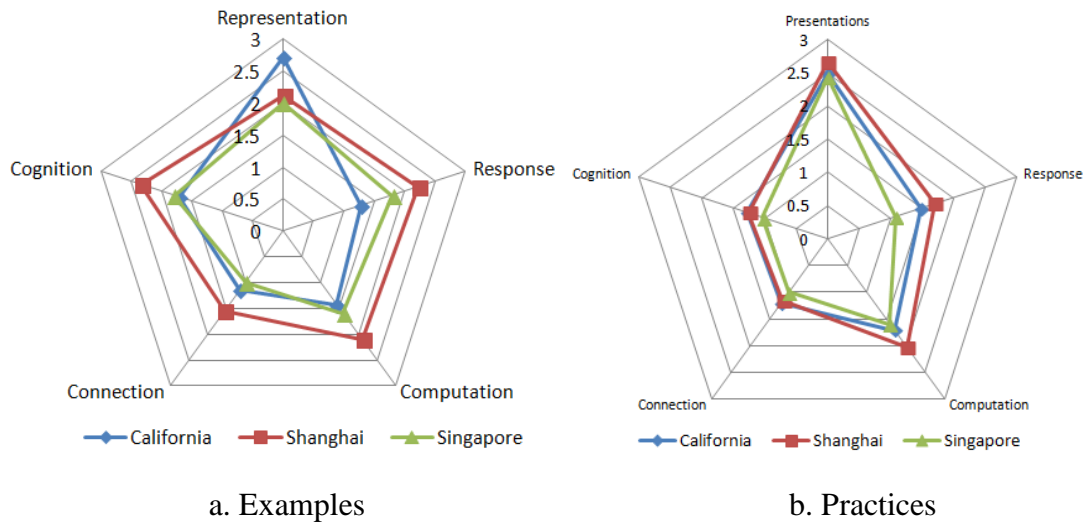 Representation
3
2.5
2
1.5
1
0.5
0
Cognition
Response
Connection
Computation
California Shanghai Singapore
a. Examples
Presentations
3
2.5
2
1.5
1
0.5
0
Cognition
Response
Connection
Computation
California Shanghai Singapore
b. Practices